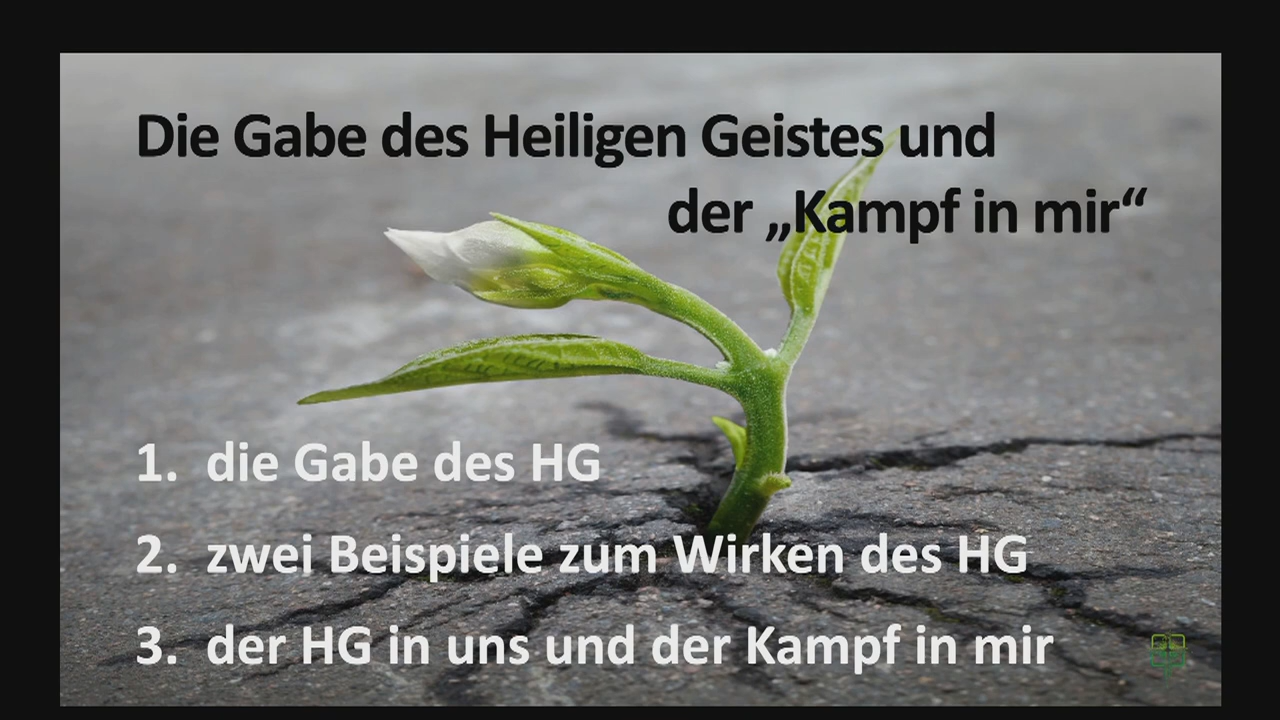 Die Gabe des Heiligen Geistes und
der „Kampf in mir“
1. die Gabe des HG
2. zwei Beispiele zum Wirken des HG
3. der HG in uns und der Kampf in mir